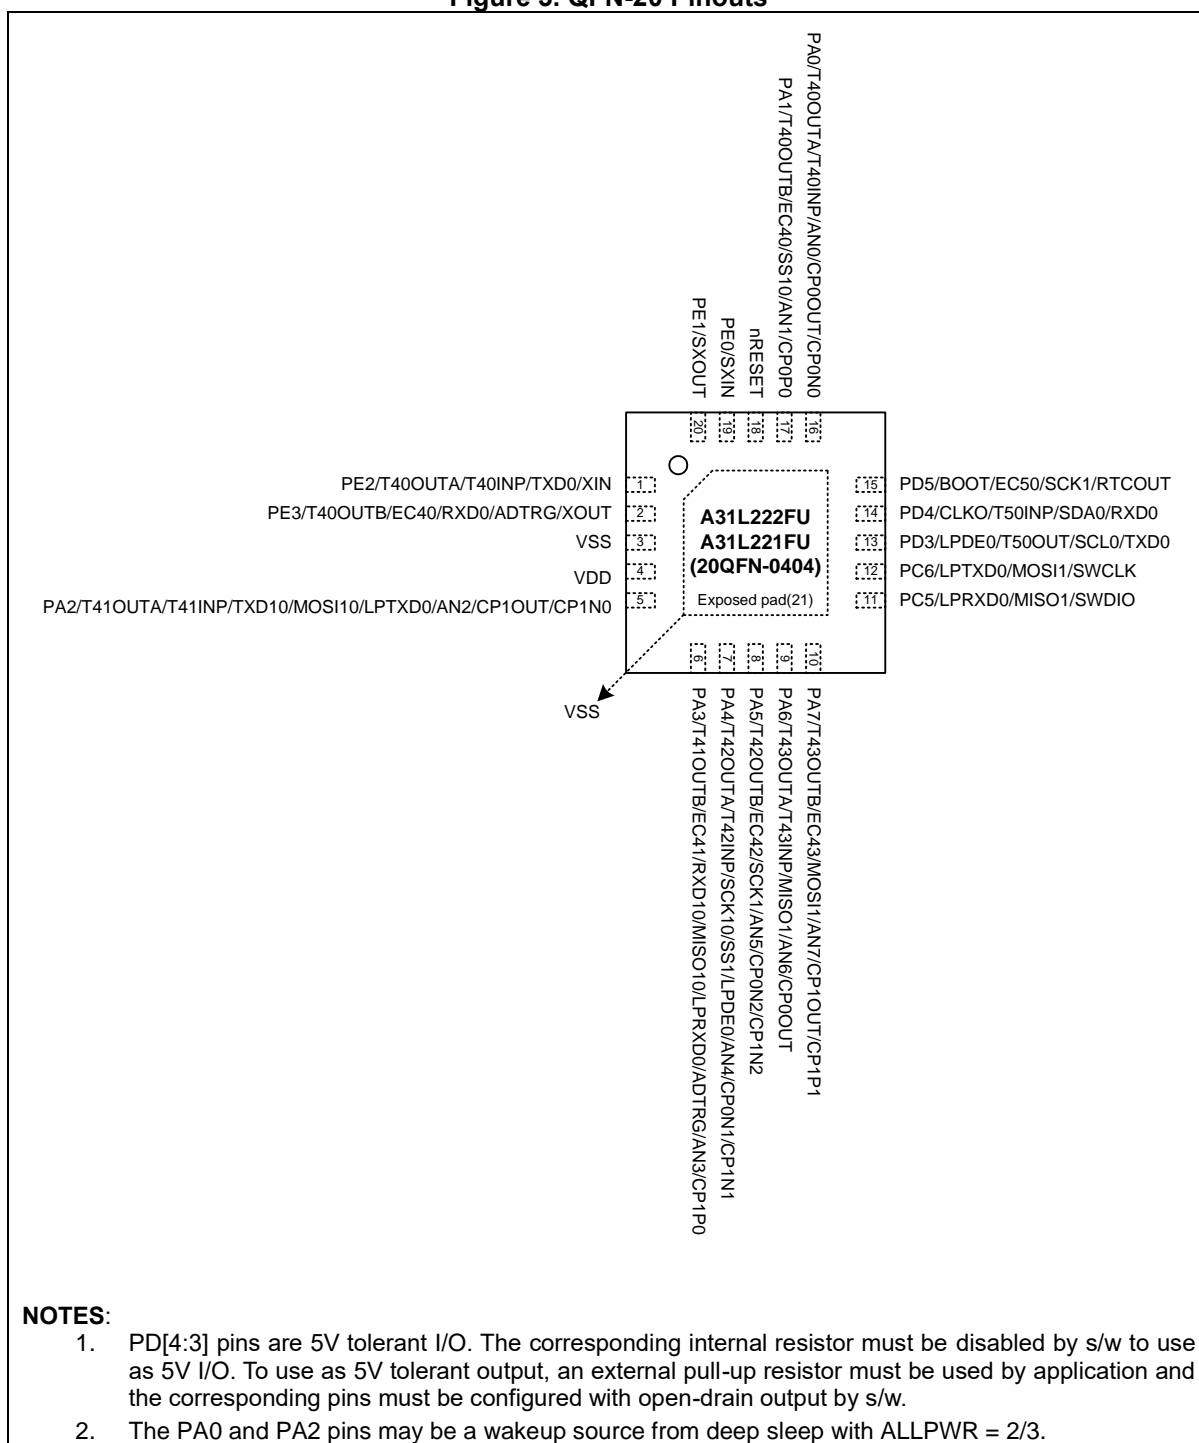 Figure 3: QFN-20 Pinouts
PA0/T40OUTA/T40INP/AN0/CP0OUT/CP0N0
PA1/T40OUTB/EC40/SS10/AN1/CP0P0
nRESET
PE0/SXIN
PE1/SXOUT
20
19
18
17
16
PE2/T40OUTA/T40INP/TXD0/XIN
1
PE3/T40OUTB/EC40/RXD0/ADTRG/XOUT
2
VSS
3
VDD
4
PA2/T41OUTA/T41INP/TXD10/MOSI10/LPTXD0/AN2/CP1OUT/CP1N0
5
A31L222FU
A31L221FU
(20QFN-0404)
Exposed pad(21)
15
PD5/BOOT/EC50/SCK1/RTCOUT
14
PD4/CLKO/T50INP/SDA0/RXD0
13
PD3/LPDE0/T50OUT/SCL0/TXD0
12
PC6/LPTXD0/MOSI1/SWCLK
11
PC5/LPRXD0/MISO1/SWDIO
6
7
8
9
10
VSS
PA3/T41OUTB/EC41/RXD10/MISO10/LPRXD0/ADTRG/AN3/CP1P0
PA4/T42OUTA/T42INP/SCK10/SS1/LPDE0/AN4/CP0N1/CP1N1
PA5/T42OUTB/EC42/SCK1/AN5/CP0N2/CP1N2
PA6/T43OUTA/T43INP/MISO1/AN6/CP0OUT
PA7/T43OUTB/EC43/MOSI1/AN7/CP1OUT/CP1P1
NOTES:
1. PD[4:3] pins are 5V tolerant I/O. The corresponding internal resistor must be disabled by s/w to use
as 5V I/O. To use as 5V tolerant output, an external pull-up resistor must be used by application and
the corresponding pins must be configured with open-drain output by s/w.
2. The PA0 and PA2 pins may be a wakeup source from deep sleep with ALLPWR = 2/3.